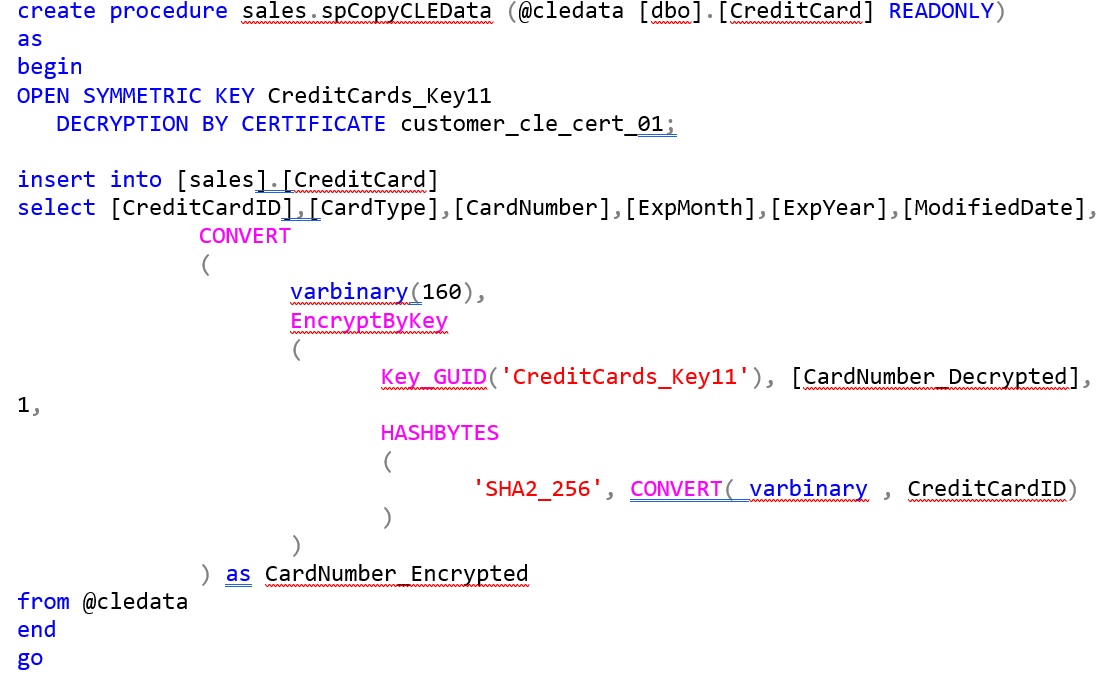 create procedure sales.spCopyCLEData (@cledata [dbo].[CreditCard] READONLY)
as
begin
OPEN SYMMETRIC KEY CreditCards_Key11
DECRYPTION BY CERTIFICATE customer_cle_cert_01;
insert into [sales].[CreditCard]
select [CreditCardID],[CardType],[CardNumber],[ExpMonth],[ExpYear],[ModifiedDate],
CONVERT
(
varbinary(160),
EncryptByKey
(
Key_GUID('CreditCards_Key11'), [CardNumber_Decrypted],
1,
HASHBYTES
(
'SHA2_256', CONVERT( varbinary , CreditCardID)
)
)
) as CardNumber_Encrypted
from @cledata
end
go